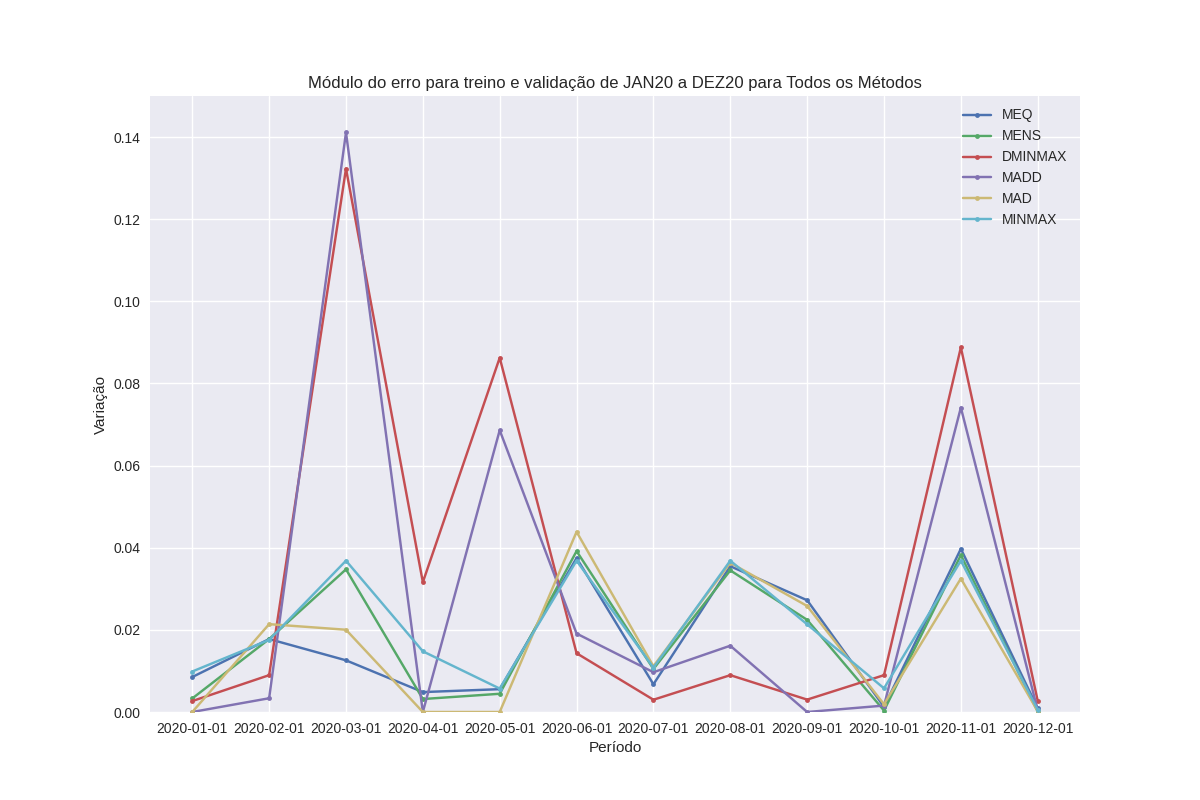 Módulo do erro para treino e validação de JAN20 a DEZ20 para Todos os Métodos
MEQ
MENS
DMINMAX
MADD
MAD
MINMAX
0.14
0.12
0.10
0.08
0.06
0.04
0.02
0.00
Variação
2020-01-01 2020-02-01 2020-03-01 2020-04-01 2020-05-01 2020-06-01 2020-07-01 2020-08-01 2020-09-01 2020-10-01 2020-11-01 2020-12-01
Período